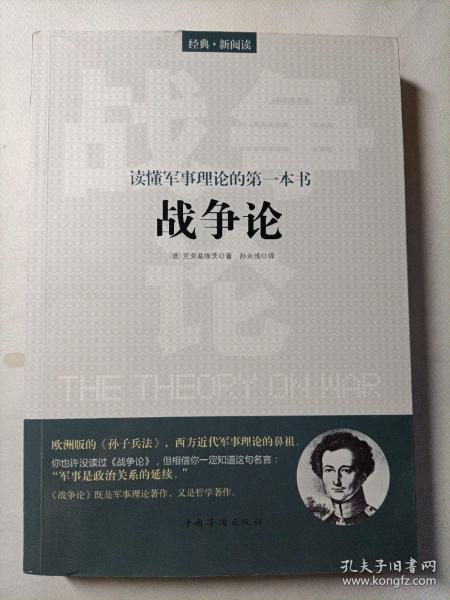 经典·新阅读
战争
论
读懂军事理论的第一本书
战争论
[德]克劳塞维茨○著 孙永彧○译
THE THEORY ON WAR
欧洲版的《孙子兵法》，西方近代军事理论的鼻祖。
你也许没读过《战争论》，但相信你一定知道这句名言：
“军事是政治关系的延续。”
《战争论》既是军事理论著作，又是哲学著作。
中国华侨出版社
孔夫子旧书网
www.kongfz.com